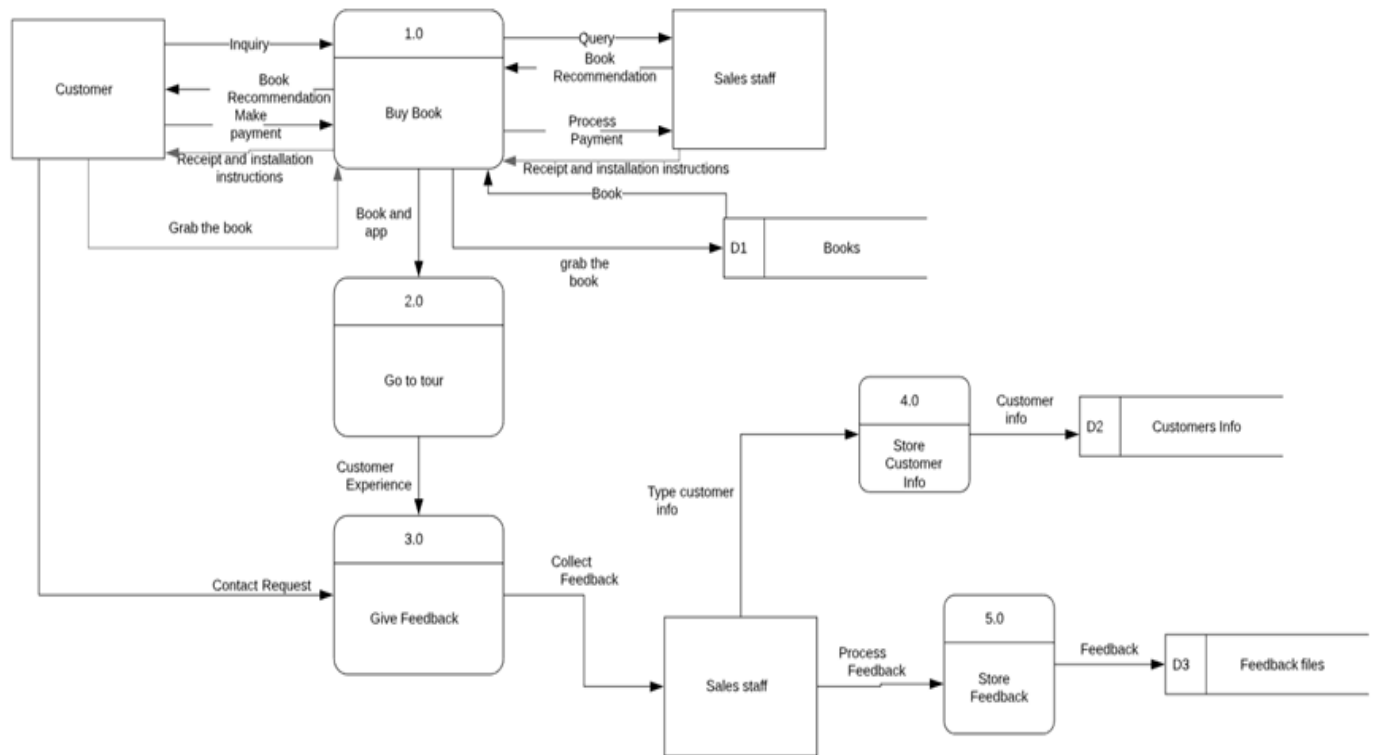 1.0
Inquiry
Query
Customer
Book
Recommendation
Book
Recommendation
Sales staff
Buy Book
Make
payment
Process
Payment
Receipt and installation
instructions
Receipt and installation instructions
Book
Grab the book
Book and
app
D1
Books
grab the
book
2.0
Go to tour
4.0
Customer
info
D2
Customers Info
Store
Customer
Info
Customer
Experience
Type customer
info
3.0
Collect
Feedback
Contact Request
Give Feedback
5.0
Process
Feedback
Feedback
D3
Feedback files
Sales staff
Store
Feedback